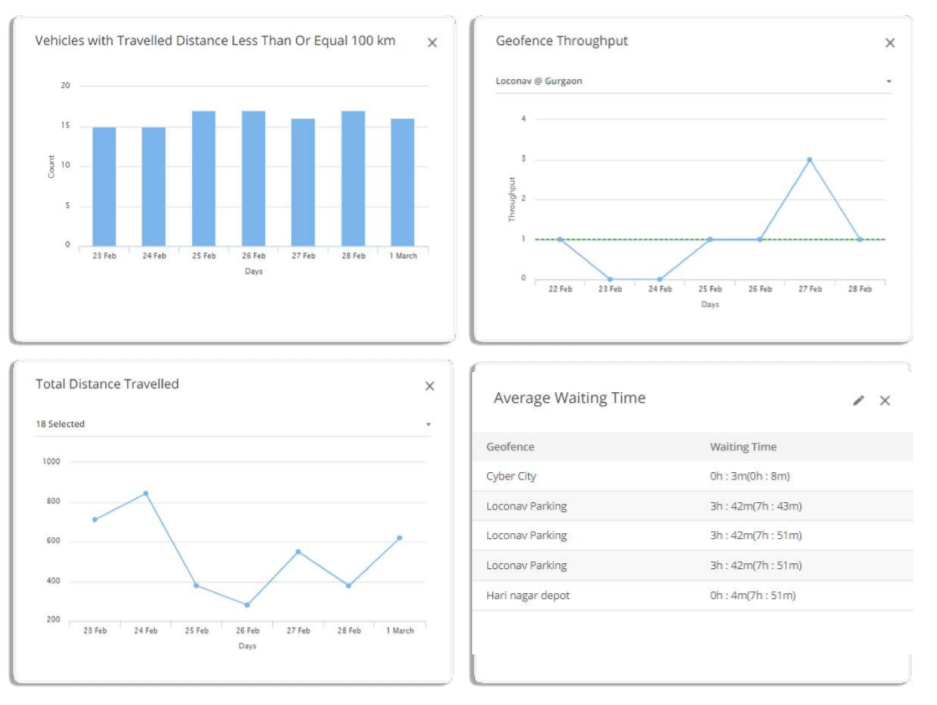 Vehicles with Travelled Distance Less Than Or Equal 100 km
20
15
10
5
0
Count
23 Feb 24 Feb 25 Feb 26 Feb 27 Feb 28 Feb 1 March
Days
Geofence Throughput
Loconav @ Gurgaon
4
3
2
1
0
Throughput
22 Feb 23 Feb 24 Feb 25 Feb 26 Feb 27 Feb 28 Feb
Days
Total Distance Travelled
18 Selected
1000
800
600
400
200
23 Feb 24 Feb 25 Feb 26 Feb 27 Feb 28 Feb 1 March
Days
Average Waiting Time
Geofence Waiting Time
Cyber City 0h : 3m(0h : 8m)
Loconav Parking 3h : 42m(7h : 43m)
Loconav Parking 3h : 42m(7h : 51m)
Loconav Parking 3h : 42m(7h : 51m)
Hari nagar depot 0h : 4m(7h : 51m)